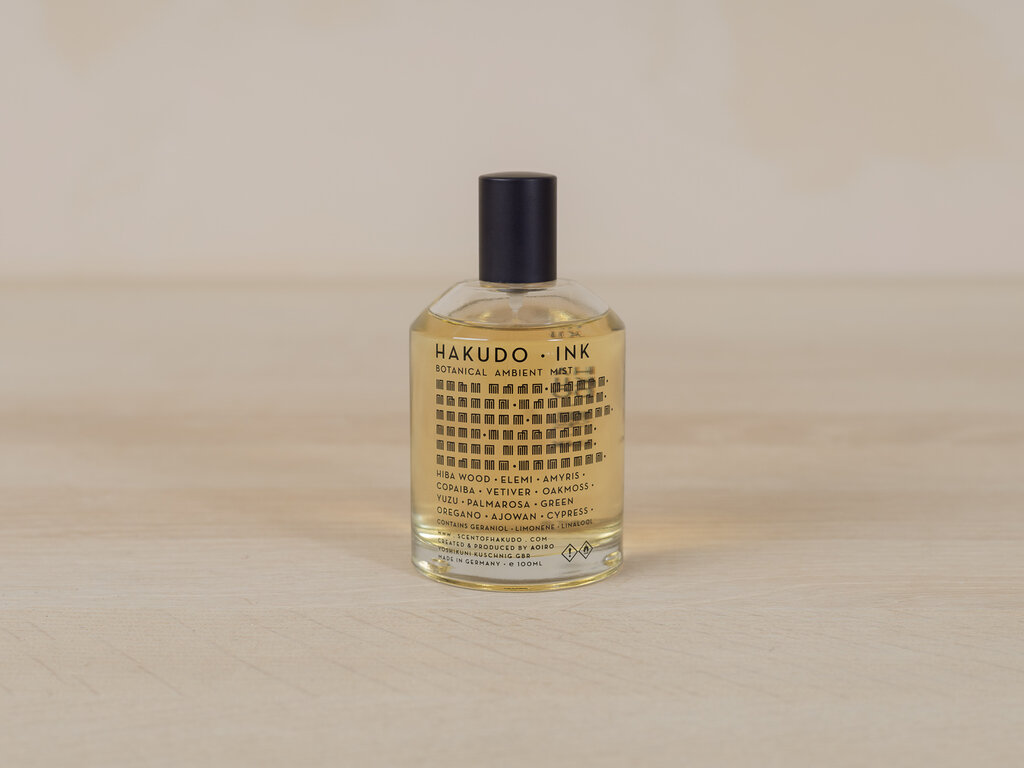 HAKUDO · INK
BOTANICAL AMBIENT MIST
HIBA WOOD · ELEMI · AMYRIS ·
COPAIBA · VETIVER · OAKMOSS ·
YUZU · PALMAROSA · GREEN
OREGANO · AJOWAN · CYPRESS ·
CONTAINS GERANIOL · LIMONENE · LINALOOL
WWW.SCENTOFHAKUDO.COM
CREATED & PRODUCED BY AOIRO
YOSHIKUNI KUSCHNIG GBR
MADE IN GERMANY · ℮ 100ML